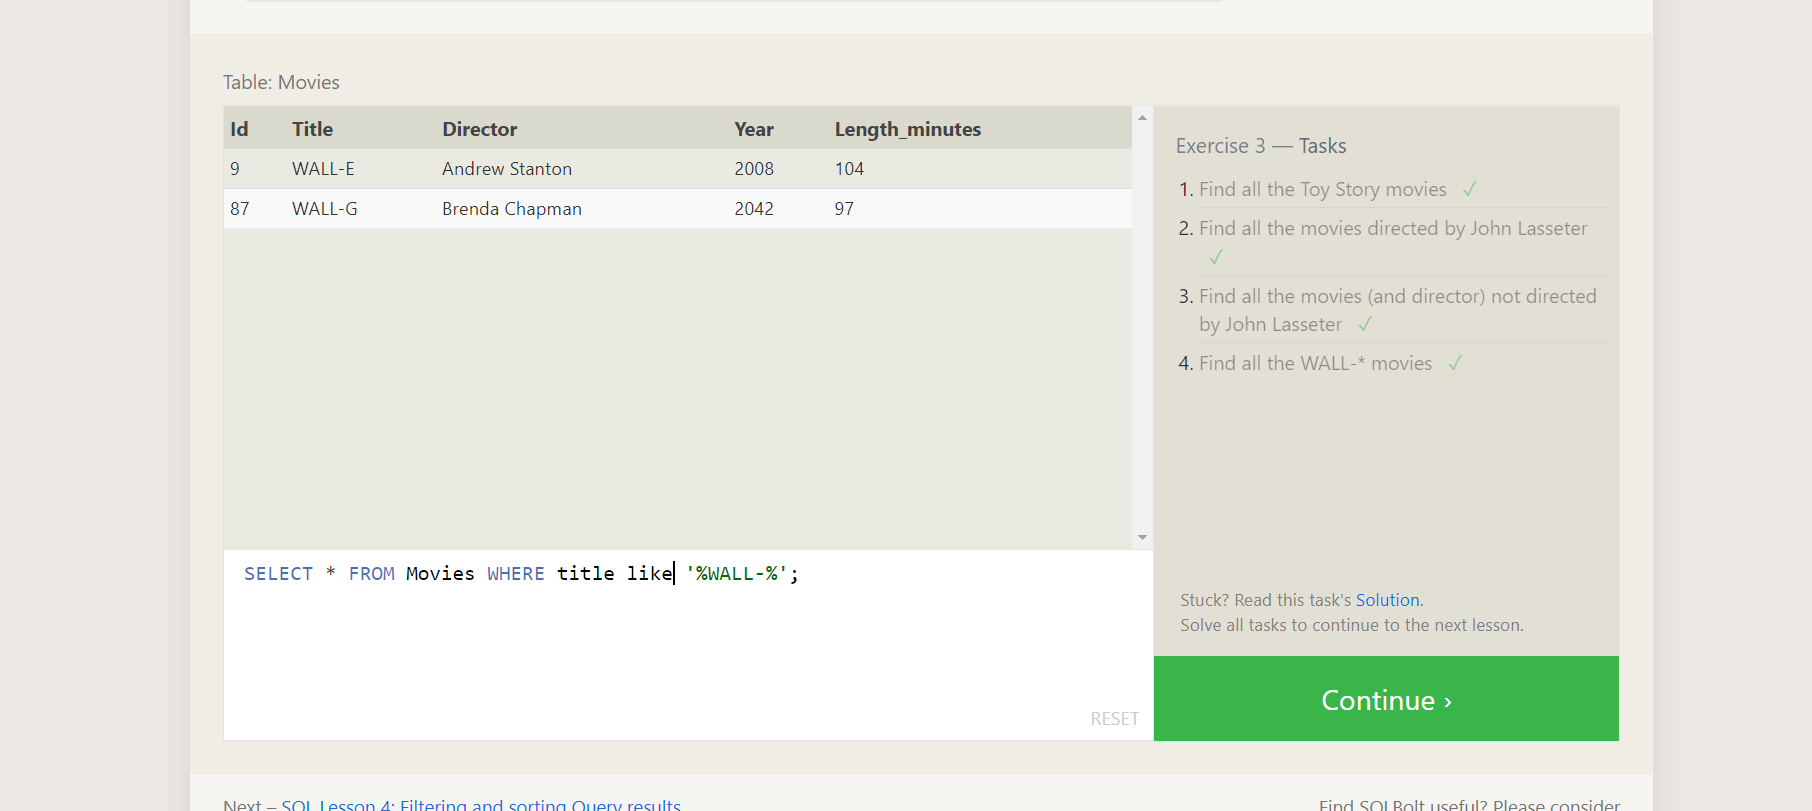 Table: Movies
Id Title Director Year Length_minutes
9 WALL-E Andrew Stanton 2008 104
87 WALL-G Brenda Chapman 2042 97
SELECT * FROM Movies WHERE title like '%WALL-%';
RESET
Exercise 3 — Tasks
1. Find all the Toy Story movies ✓
2. Find all the movies directed by John Lasseter
✓
3. Find all the movies (and director) not directed
by John Lasseter ✓
4. Find all the WALL-* movies ✓
Stuck? Read this task's Solution.
Solve all tasks to continue to the next lesson.
Continue ›
Next – SQL Lesson 4: Filtering and sorting Query results
Find SQLBolt useful? Please consider